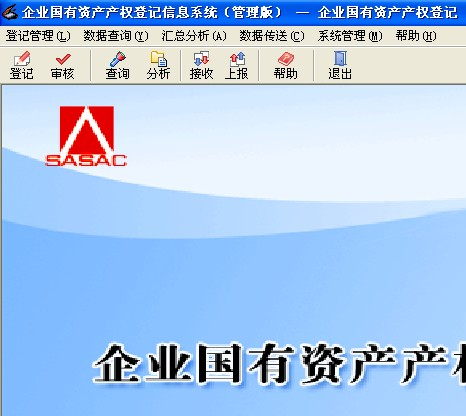 企业国有资产产权登记信息系统（管理版） — 企业国有资产产权登记
登记管理(L) 数据查询(Y) 汇总分析(A) 数据传送(C) 系统管理(M) 帮助(H)
登记 审核 查询 分析 接收 上报 帮助 退出
SASAC
企业国有资产产